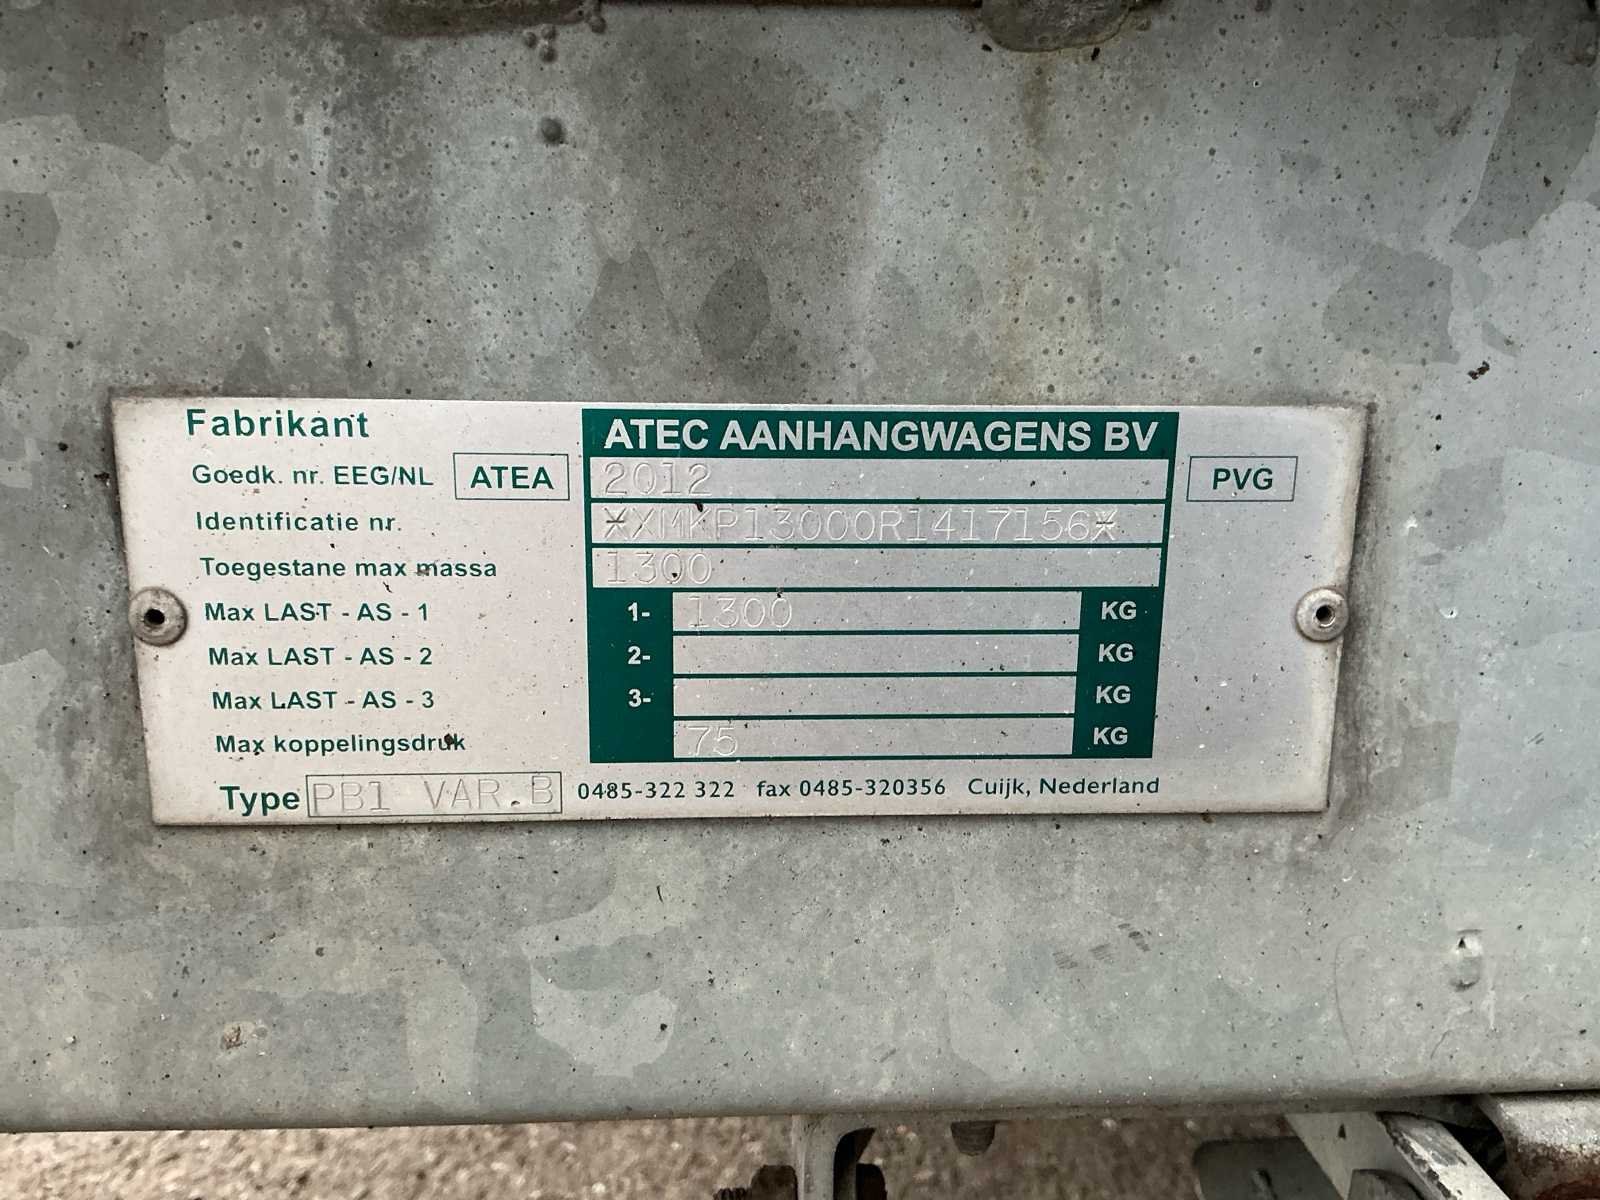 Fabrikant ATEC AANHANGWAGENS BV
Goedk. nr. EEG/NL ATEA 2012 PVG
Identificatie nr. *XMKP13000R1417156*
Toegestane max massa 1300
Max LAST - AS - 1 1- 1300 KG
Max LAST - AS - 2 2- KG
Max LAST - AS - 3 3- KG
Max koppelingsdruk 75 KG
Type PB1 VAR.B 0485-322 322 fax 0485-320356 Cuijk, Nederland